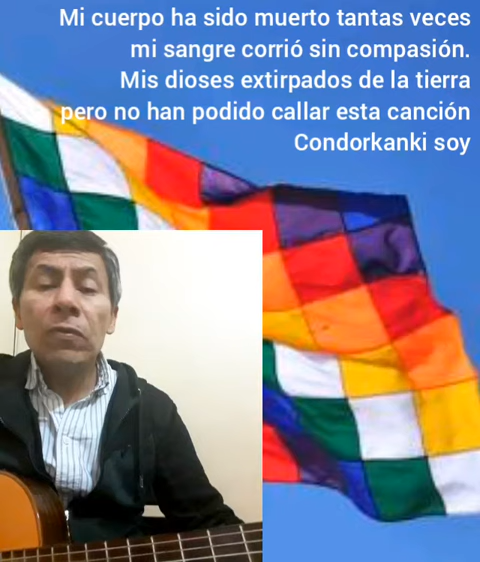 Mi cuerpo ha sido muerto tantas veces
mi sangre corrió sin compasión.
Mis dioses extirpados de la tierra
pero no han podido callar esta canción
Condorkanki soy